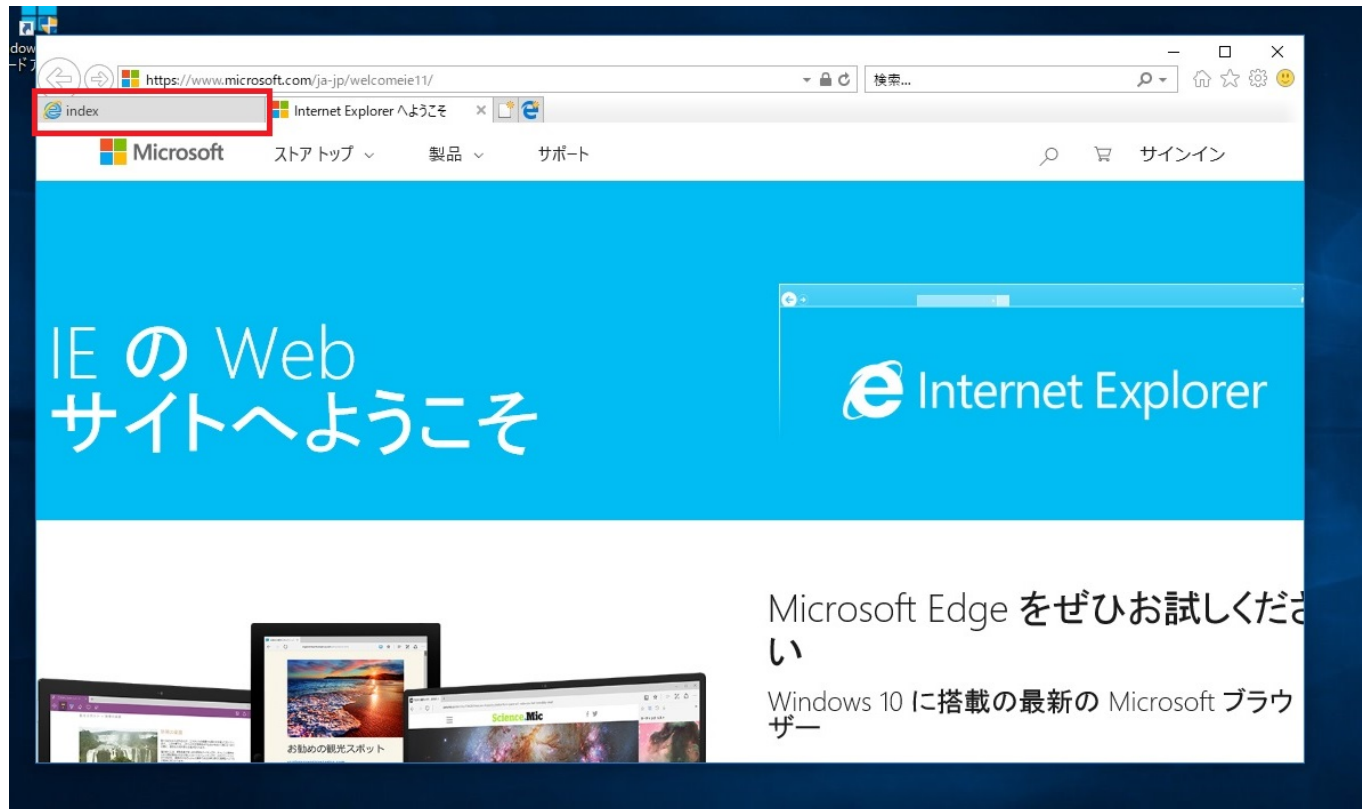 dow
ード
https://www.microsoft.com/ja-jp/welcomeie11/
検索...
index
Internet Explorer へようこそ
Microsoft
ストア トップ
製品
サポート
サインイン
IE の Web
サイトへようこそ
Internet Explorer
Microsoft Edge をぜひお試しくださ
い
Windows 10 に搭載の最新の Microsoft ブラウ
ザー
Science.Mic
お勧めの観光スポット